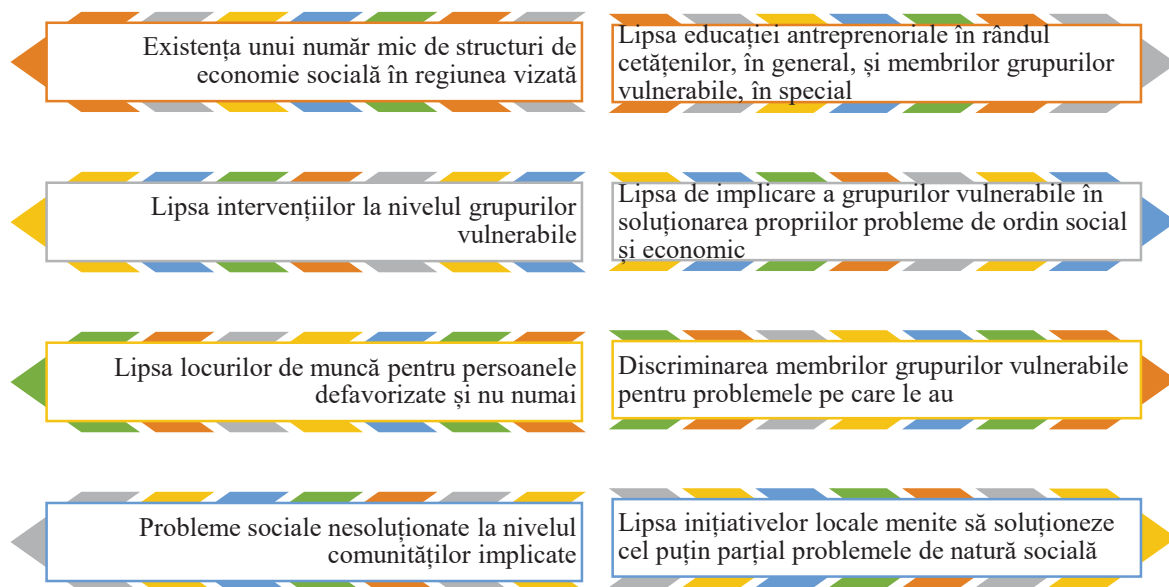 Existența unui număr mic de structuri de
economie socială în regiunea vizată
Lipsa educației antreprenoriale în rândul
cetățenilor, în general, și membrilor grupurilor
vulnerabile, în special
Lipsa intervențiilor la nivelul grupurilor
vulnerabile
Lipsa de implicare a grupurilor vulnerabile în
soluționarea propriilor probleme de ordin social
și economic
Lipsa locurilor de muncă pentru persoanele
defavorizate și nu numai
Discriminarea membrilor grupurilor vulnerabile
pentru problemele pe care le au
Probleme sociale nesoluționate la nivelul
comunităților implicate
Lipsa inițiativelor locale menite să soluționeze
cel puțin parțial problemele de natură socială